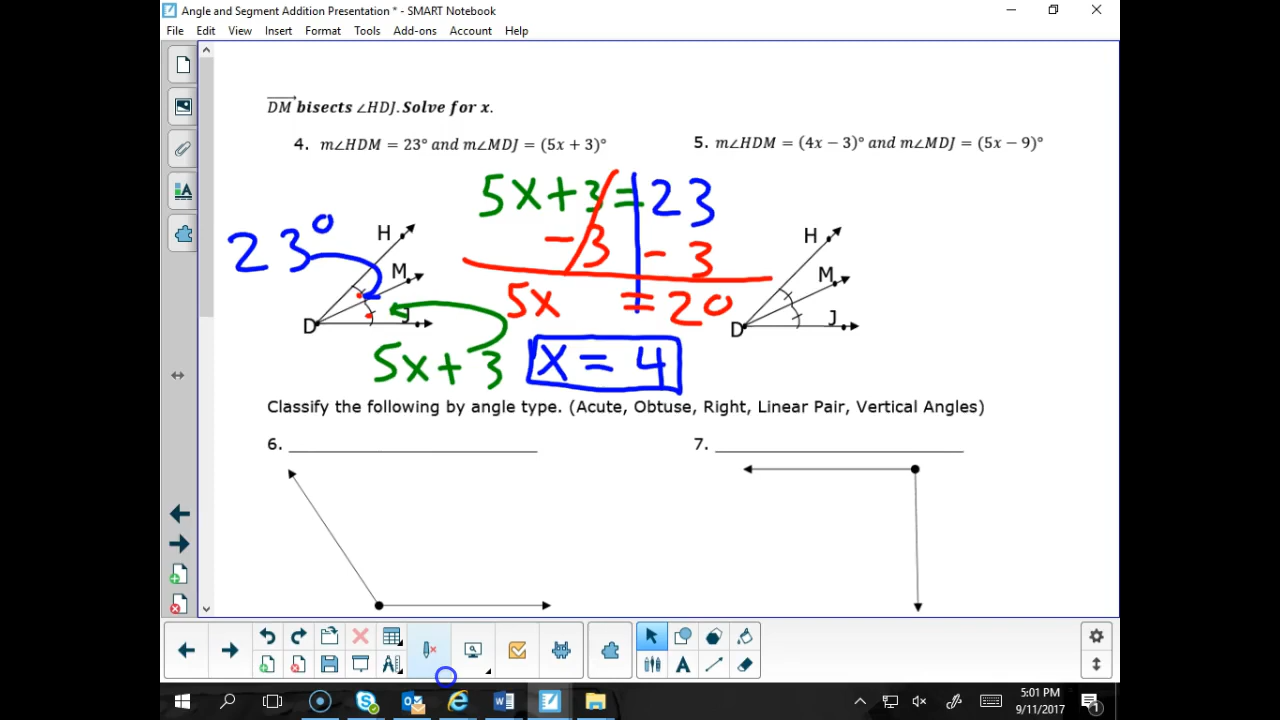 Angle and Segment Addition Presentation * - SMART Notebook
File Edit View Insert Format Tools Add-ons Account Help
DM bisects ∠HDJ. Solve for x.
4. m∠HDM = 23° and m∠MDJ = (5x + 3)°
5. m∠HDM = (4x − 3)° and m∠MDJ = (5x − 9)°
5x+3 = 23
- 3 - 3
5x = 20
x = 4
23°
H
M
J
D
5x+3
H
M
J
D
Classify the following by angle type. (Acute, Obtuse, Right, Linear Pair, Vertical Angles)
6. ____________________
7. ____________________
5:01 PM
9/11/2017
1